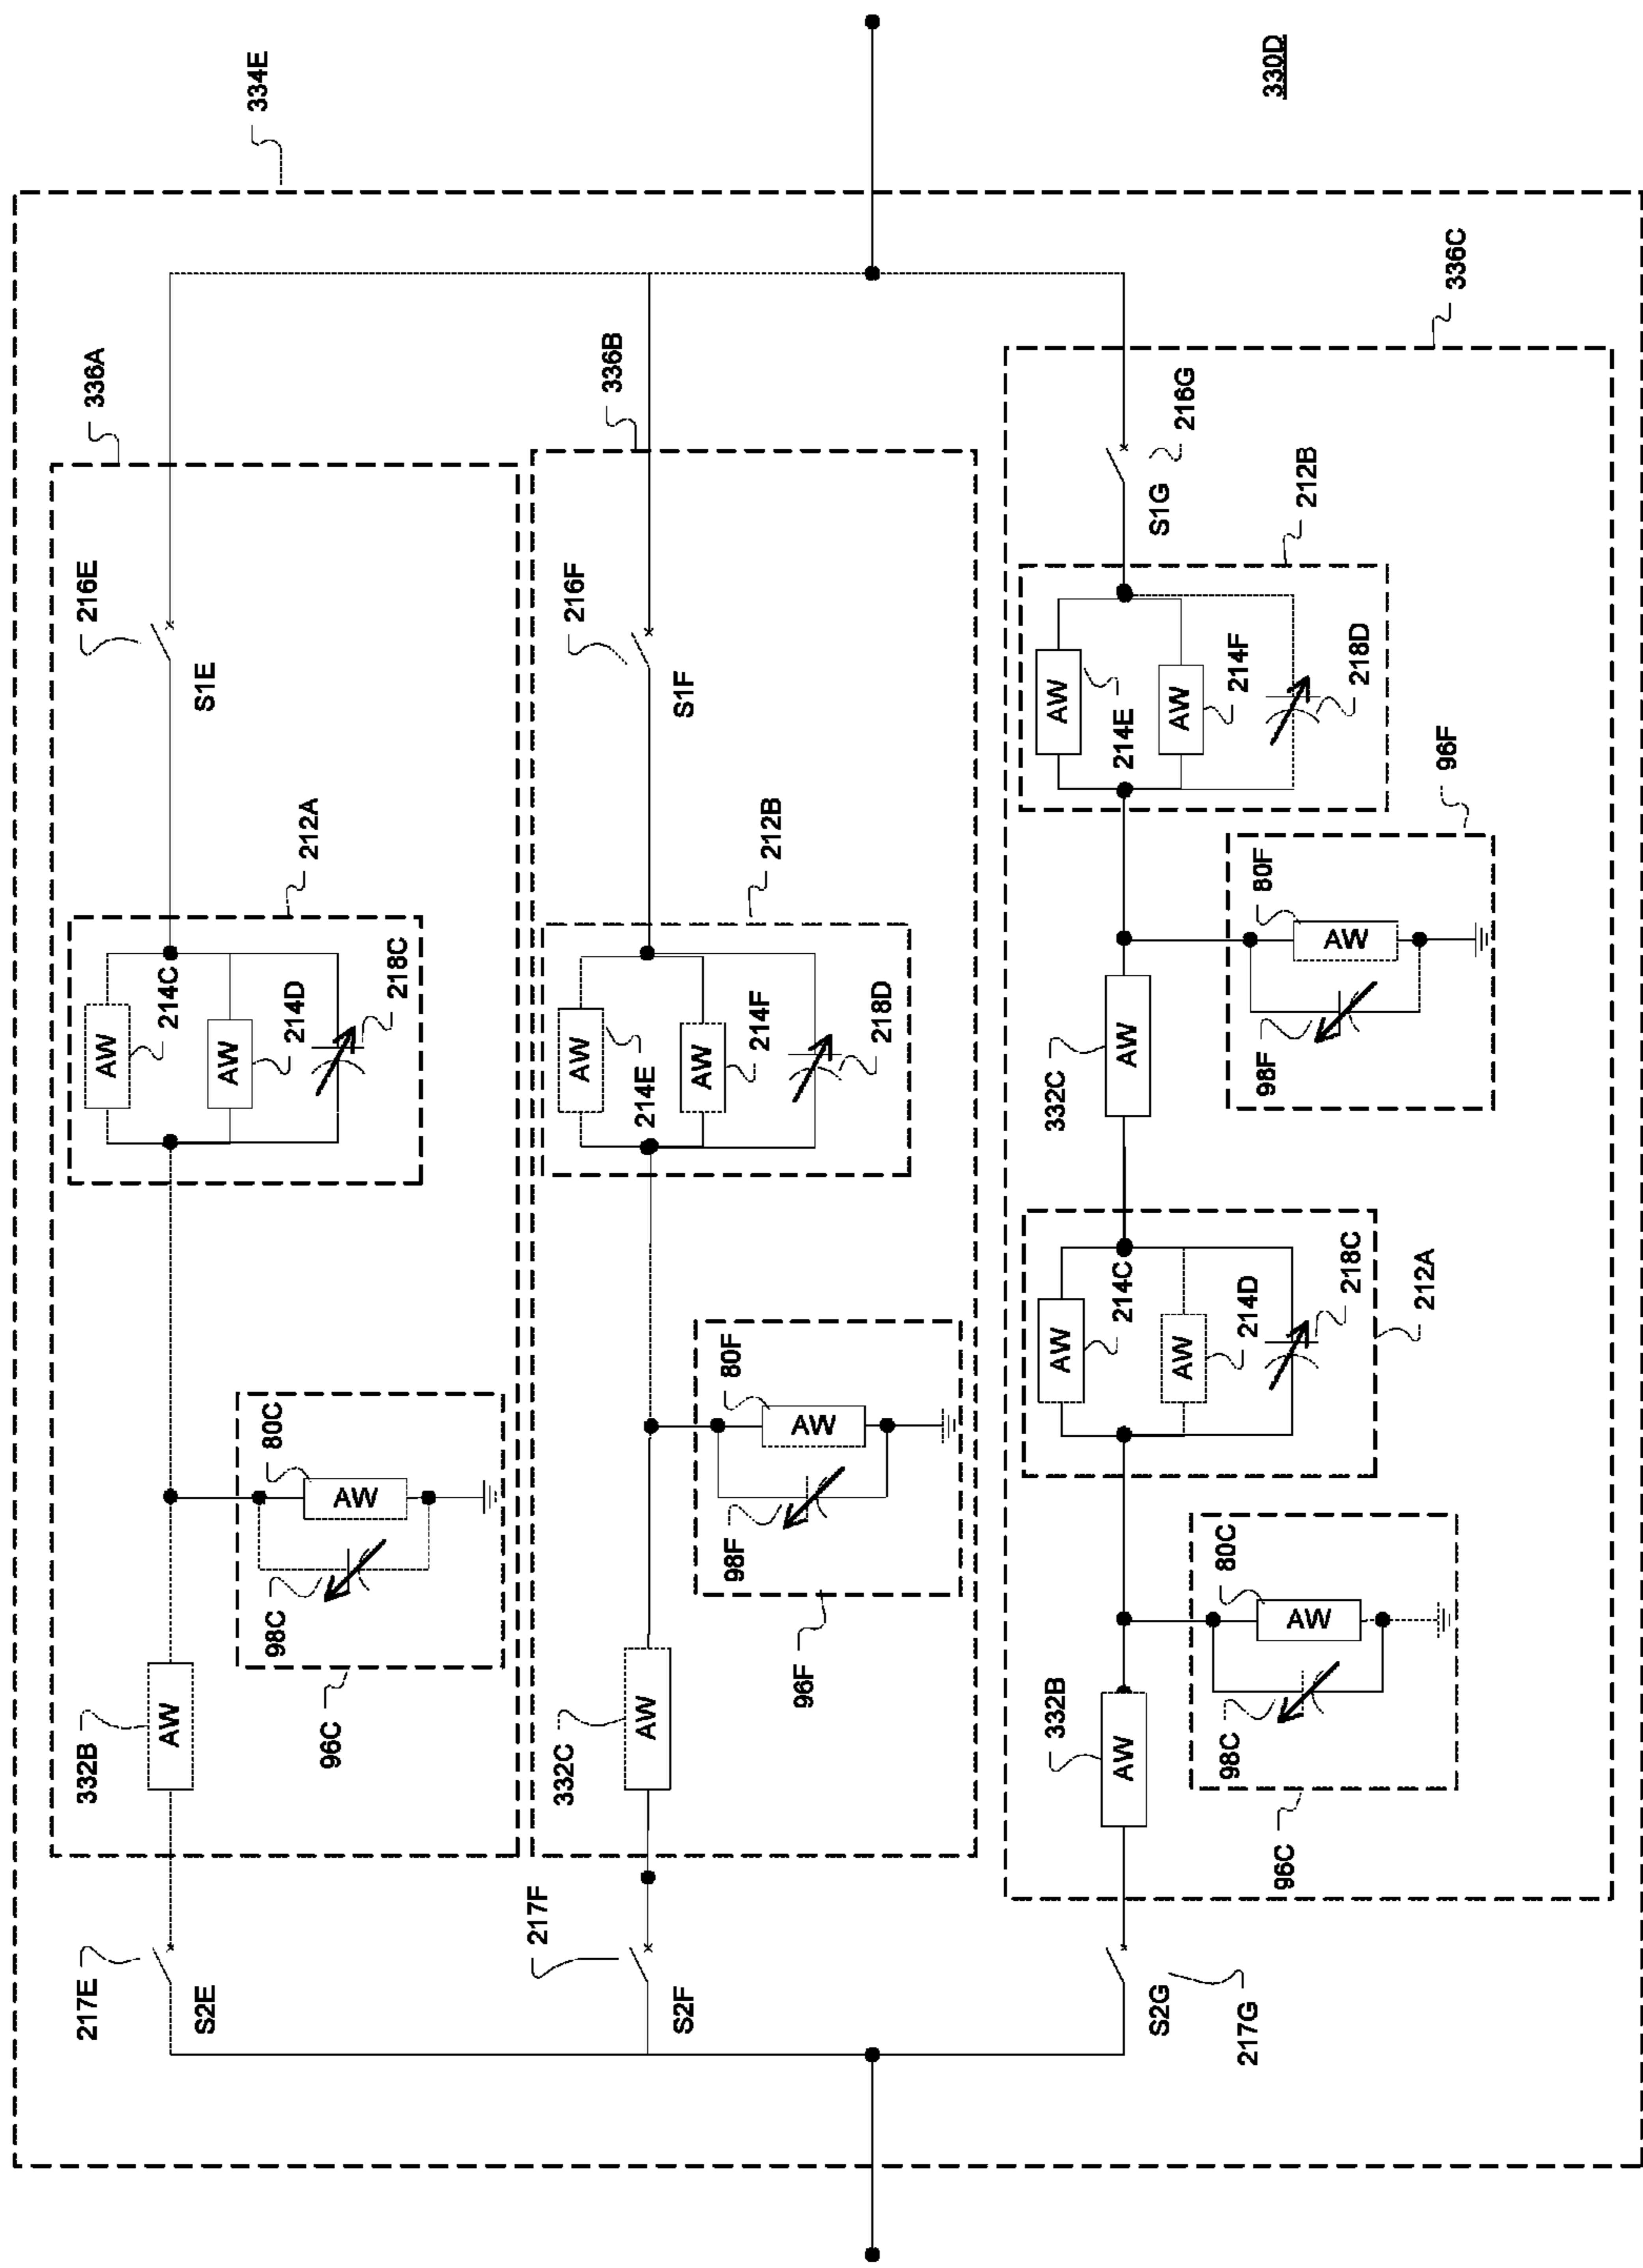 330D
334E
336A
216E
S1E
212A
AW
214C
AW
214D
218C
80C
AW
98C
96C
332B
AW
217E
S2E
336B
216F
S1F
212B
AW
214E
AW
214F
218D
80F
AW
98F
96F
332C
AW
217F
S2F
336C
216G
S1G
212B
AW
214E
AW
214F
218D
96F
80F
AW
98F
332C
AW
AW
214C
AW
214D
218C
212A
80C
AW
98C
96C
332B
AW
S2G
217G